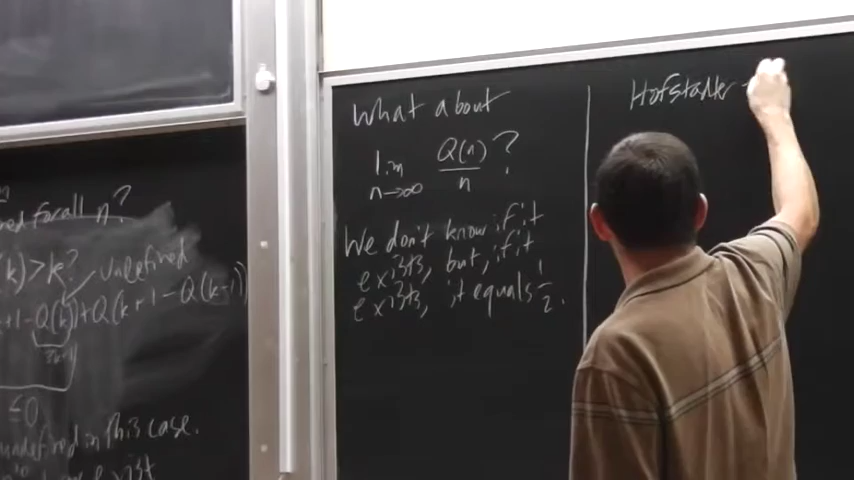 for all n?
(k)>k?
undefined
+1-Q(k))+Q(k+1-Q(k-1))
≤0
undefined in this case.
exist
What about
lim n→∞ Q(n)/n ?
We don't know if it
exists, but, if it
exists, it equals 1/2.
Hofstadter -